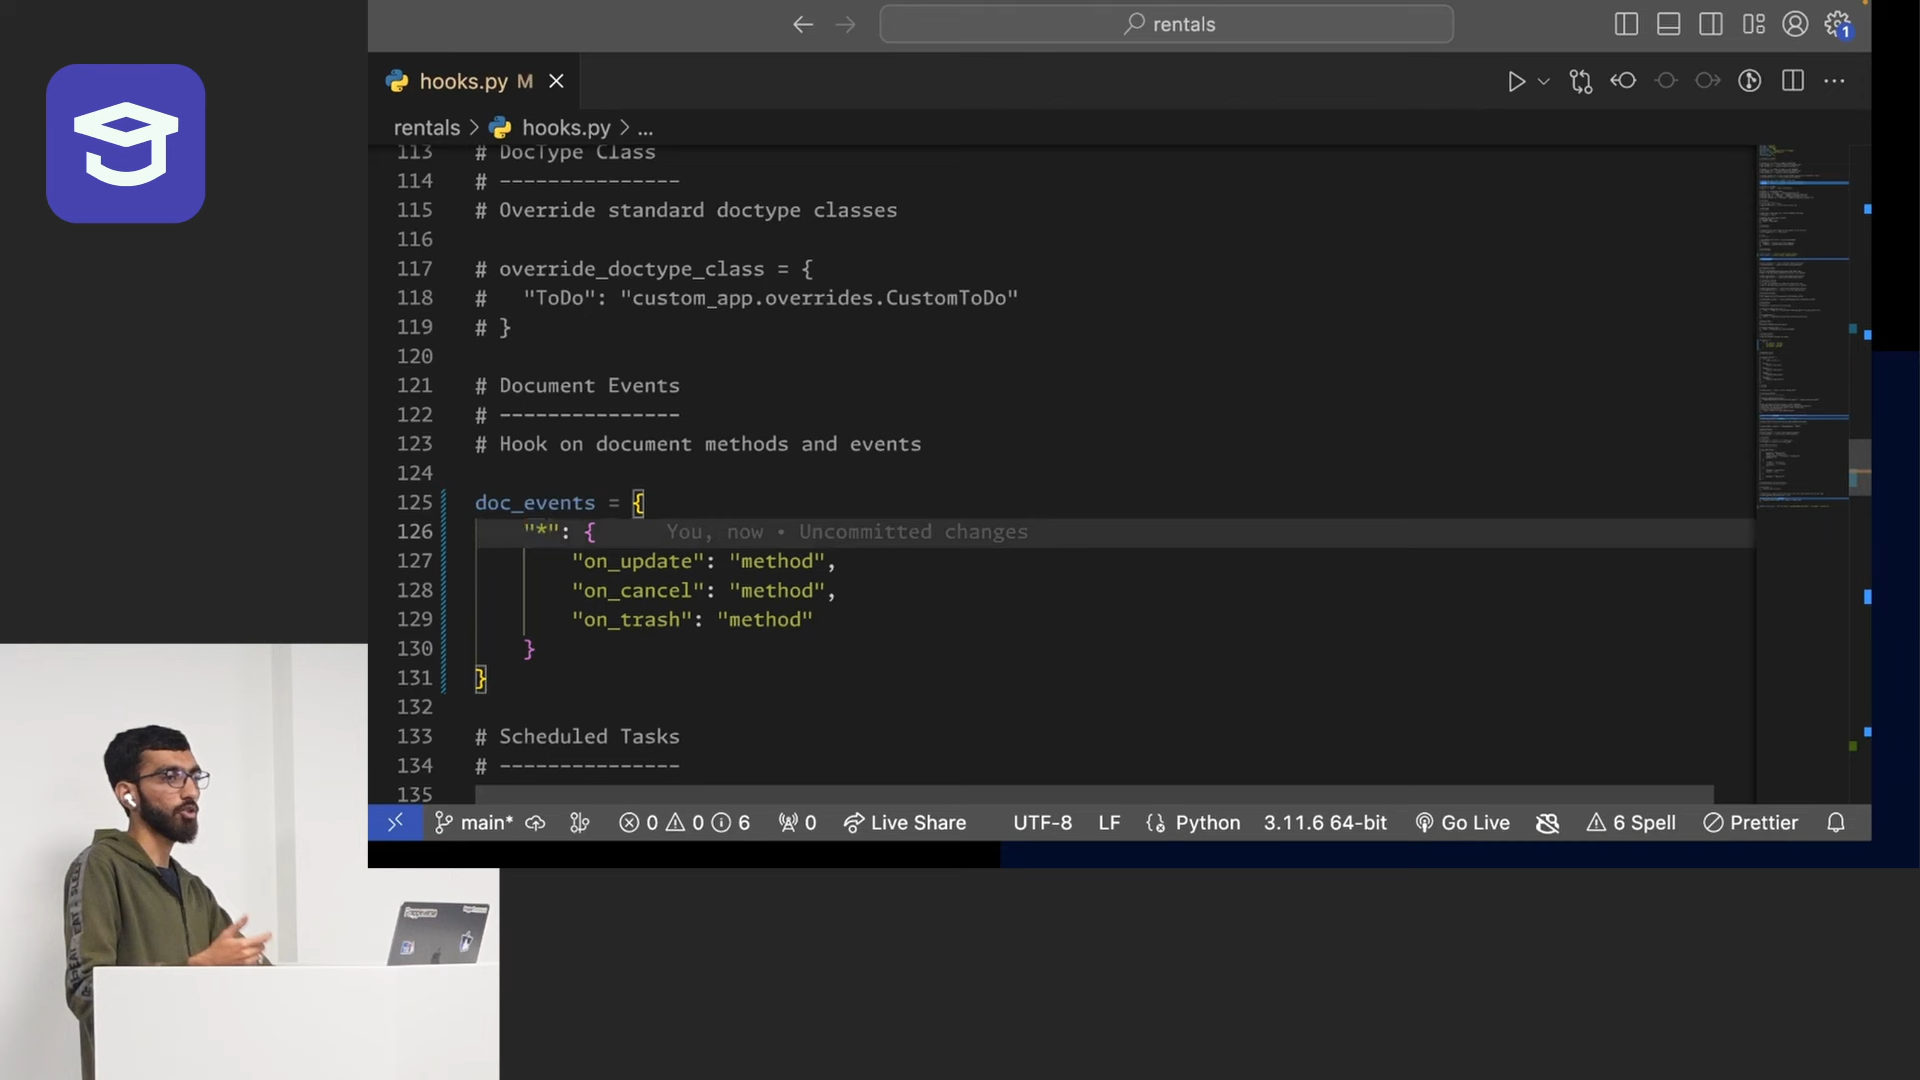 rentals
1
hooks.py M
rentals > hooks.py > ...
113 # DocType Class
114 # ---------------
115 # Override standard doctype classes
116
117 # override_doctype_class = {
118 #   "ToDo": "custom_app.overrides.CustomToDo"
119 # }
120
121 # Document Events
122 # ---------------
123 # Hook on document methods and events
124
125 doc_events = {
126     "*": {      You, now • Uncommitted changes
127         "on_update": "method",
128         "on_cancel": "method",
129         "on_trash": "method"
130     }
131 }
132
133 # Scheduled Tasks
134 # ---------------
135
main* 0 0 6 0 Live Share UTF-8 LF Python 3.11.6 64-bit Go Live 6 Spell Prettier